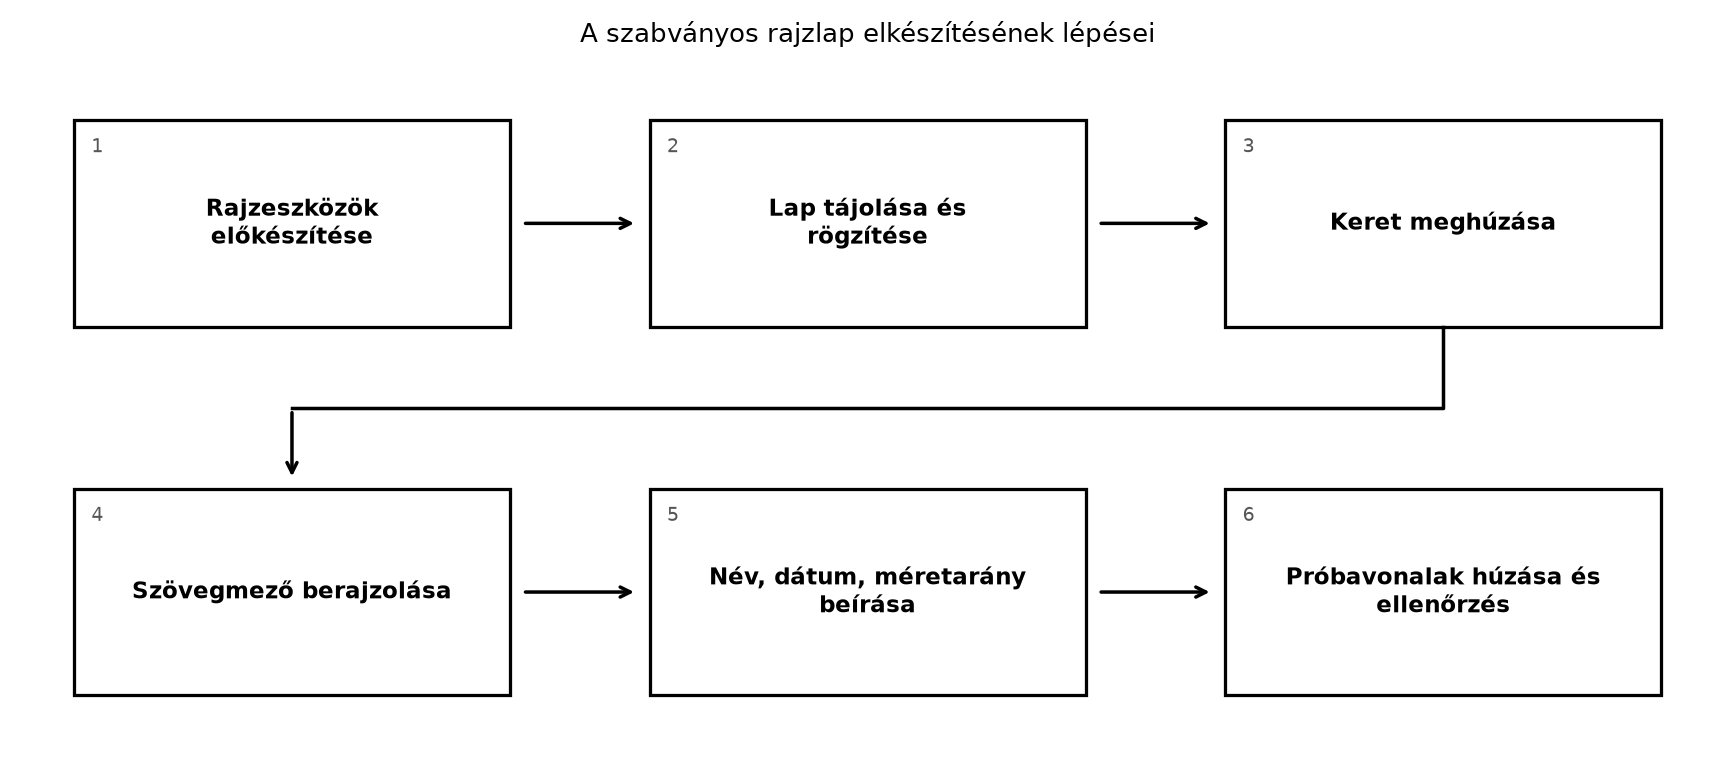 A szabványos rajzlap elkészítésének lépései
1
Rajzeszközök
előkészítése
2
Lap tájolása és
rögzítése
3
Keret meghúzása
4
Szövegmező berajzolása
5
Név, dátum, méretarány
beírása
6
Próbavonalak húzása és
ellenőrzés